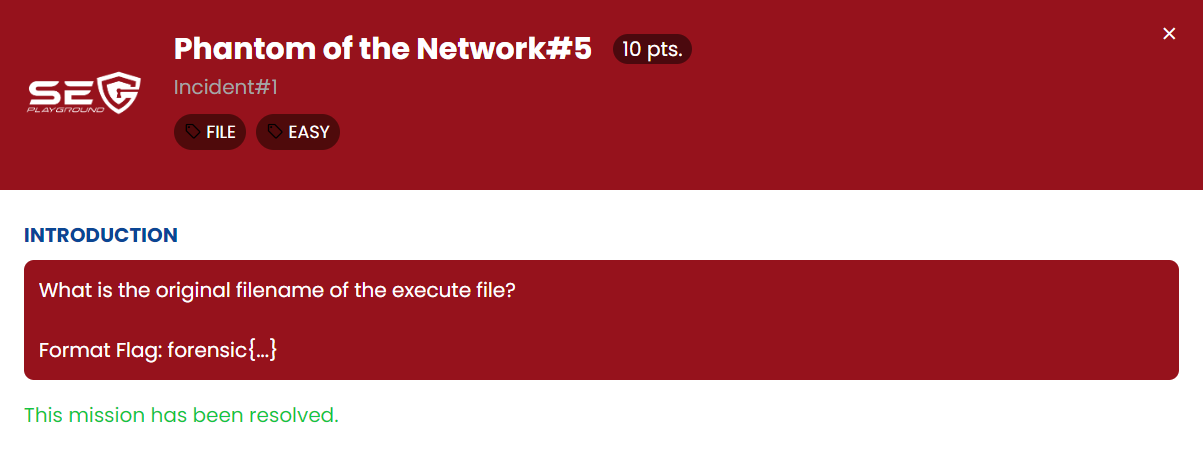 Phantom of the Network#5 10 pts.
SEC
PLAYGROUND
Incident#1
FILE EASY
INTRODUCTION
What is the original filename of the execute file?
Format Flag: forensic{...}
This mission has been resolved.